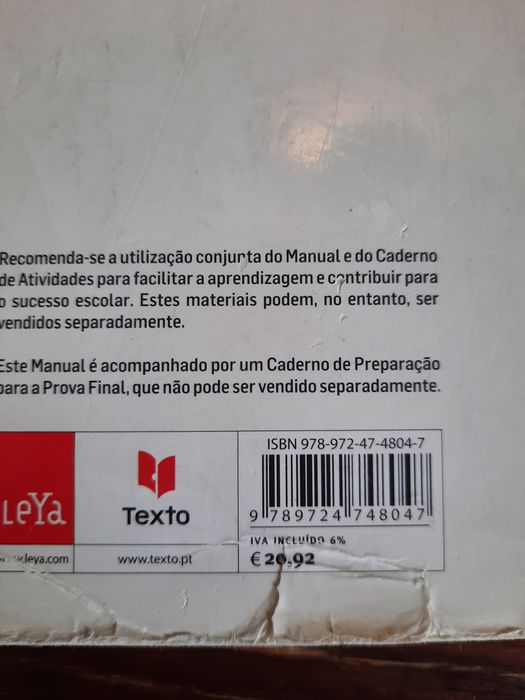 Recomenda-se a utilização conjunta do Manual e do Caderno
de Atividades para facilitar a aprendizagem e contribuir para
o sucesso escolar. Estes materiais podem, no entanto, ser
vendidos separadamente.
Este Manual é acompanhado por um Caderno de Preparação
para a Prova Final, que não pode ser vendido separadamente.
ISBN 978-972-47-4804-7
9 789724 748047
LeYa
Texto
IVA INCLUÍDO 6%
€ 20,92
www.leya.com
www.texto.pt